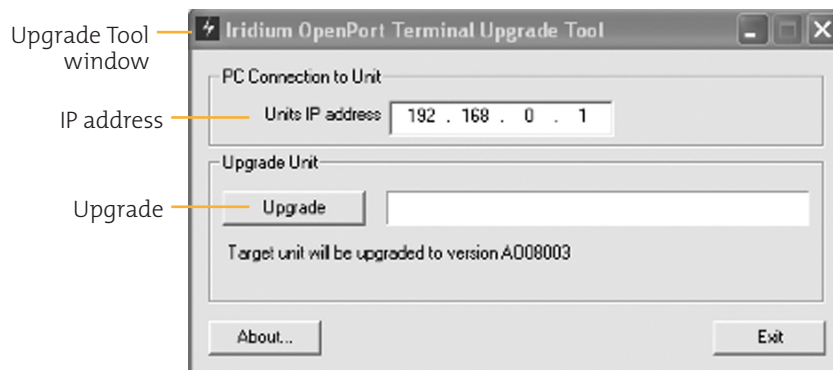 Upgrade Tool
window
IP address
Upgrade
Iridium OpenPort Terminal Upgrade Tool
PC Connection to Unit
Units IP address 192 . 168 . 0 . 1
Upgrade Unit
Upgrade
Target unit will be upgraded to version AO08003
About...
Exit